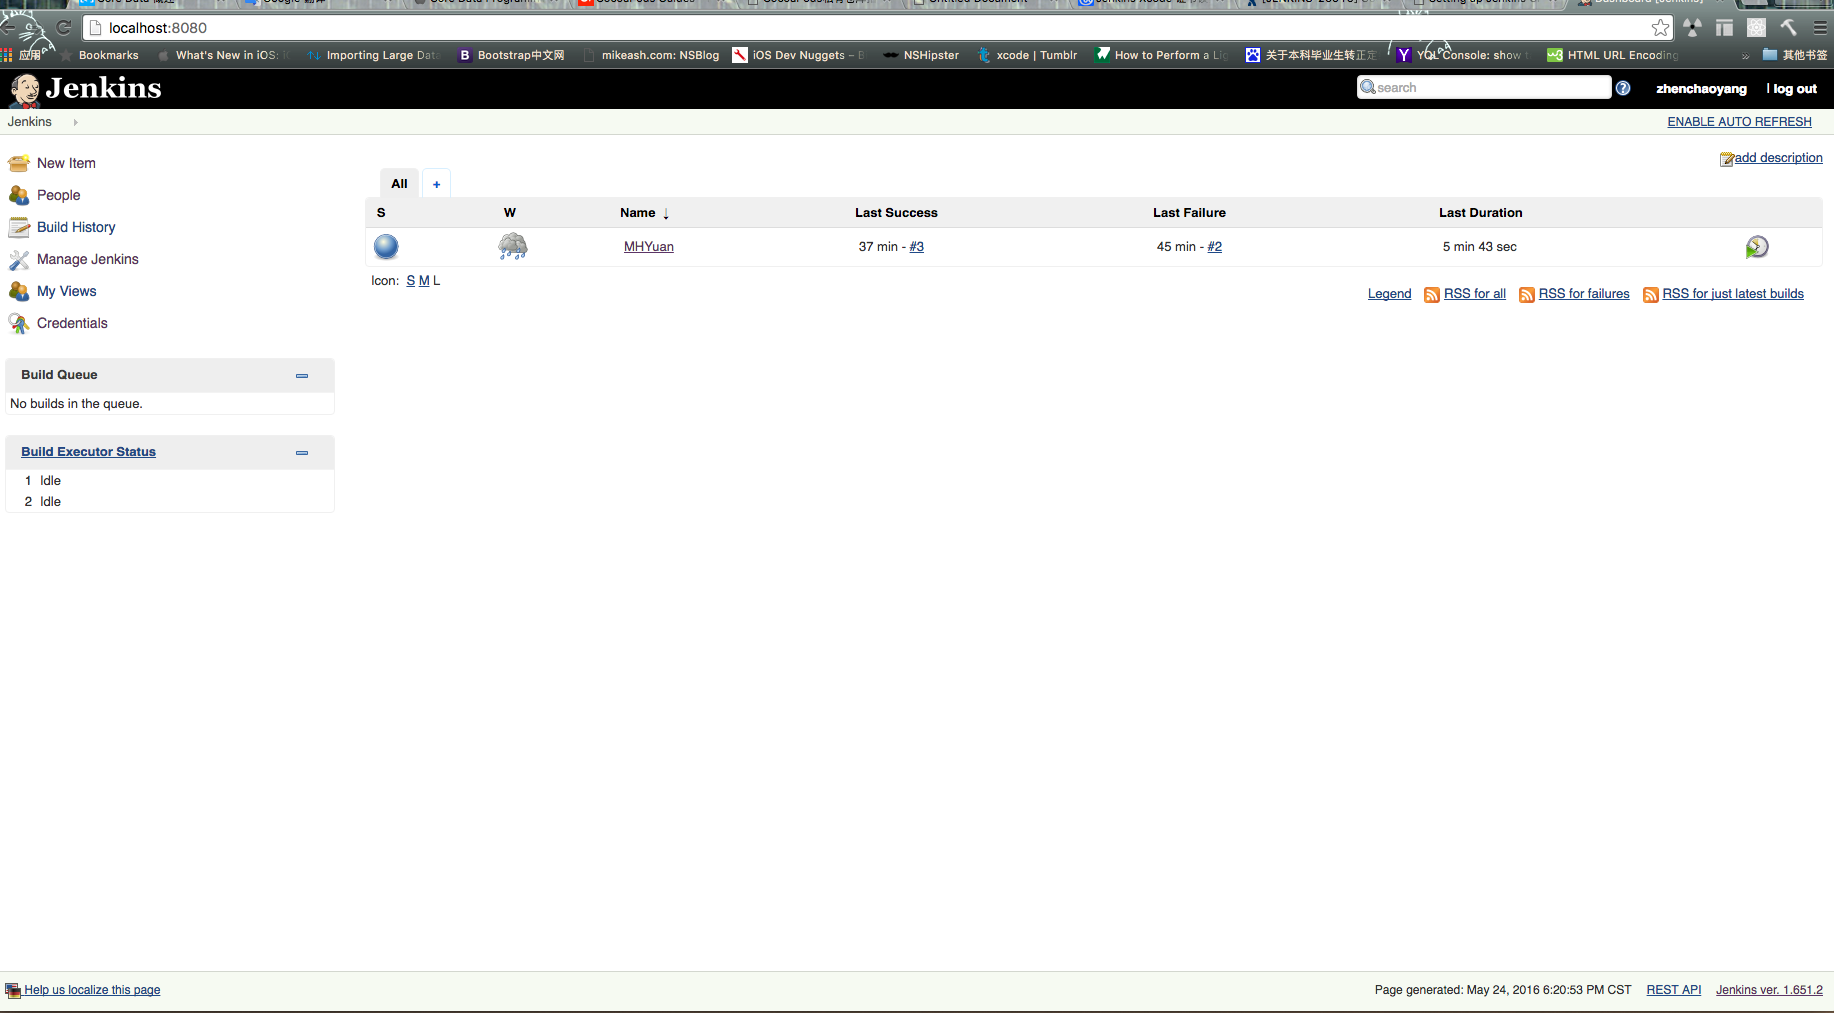 localhost:8080
应用 Bookmarks What's New in iOS: Importing Large Data Bootstrap中文网 mikeash.com: NSBlog iOS Dev Nuggets – NSHipster xcode | Tumblr How to Perform a Li 关于本科毕业生转正定 YQL Console: show HTML URL Encoding » 其他书签
Jenkins search ? zhenchaoyang | log out
Jenkins ENABLE AUTO REFRESH
add description
New Item
People
Build History
Manage Jenkins
My Views
Credentials
All +
S W Name ↓ Last Success Last Failure Last Duration
MHYuan 37 min - #3 45 min - #2 5 min 43 sec
Icon: S M L
Legend RSS for all RSS for failures RSS for just latest builds
Build Queue
No builds in the queue.
Build Executor Status
1 Idle
2 Idle
Help us localize this page Page generated: May 24, 2016 6:20:53 PM CST REST API Jenkins ver. 1.651.2